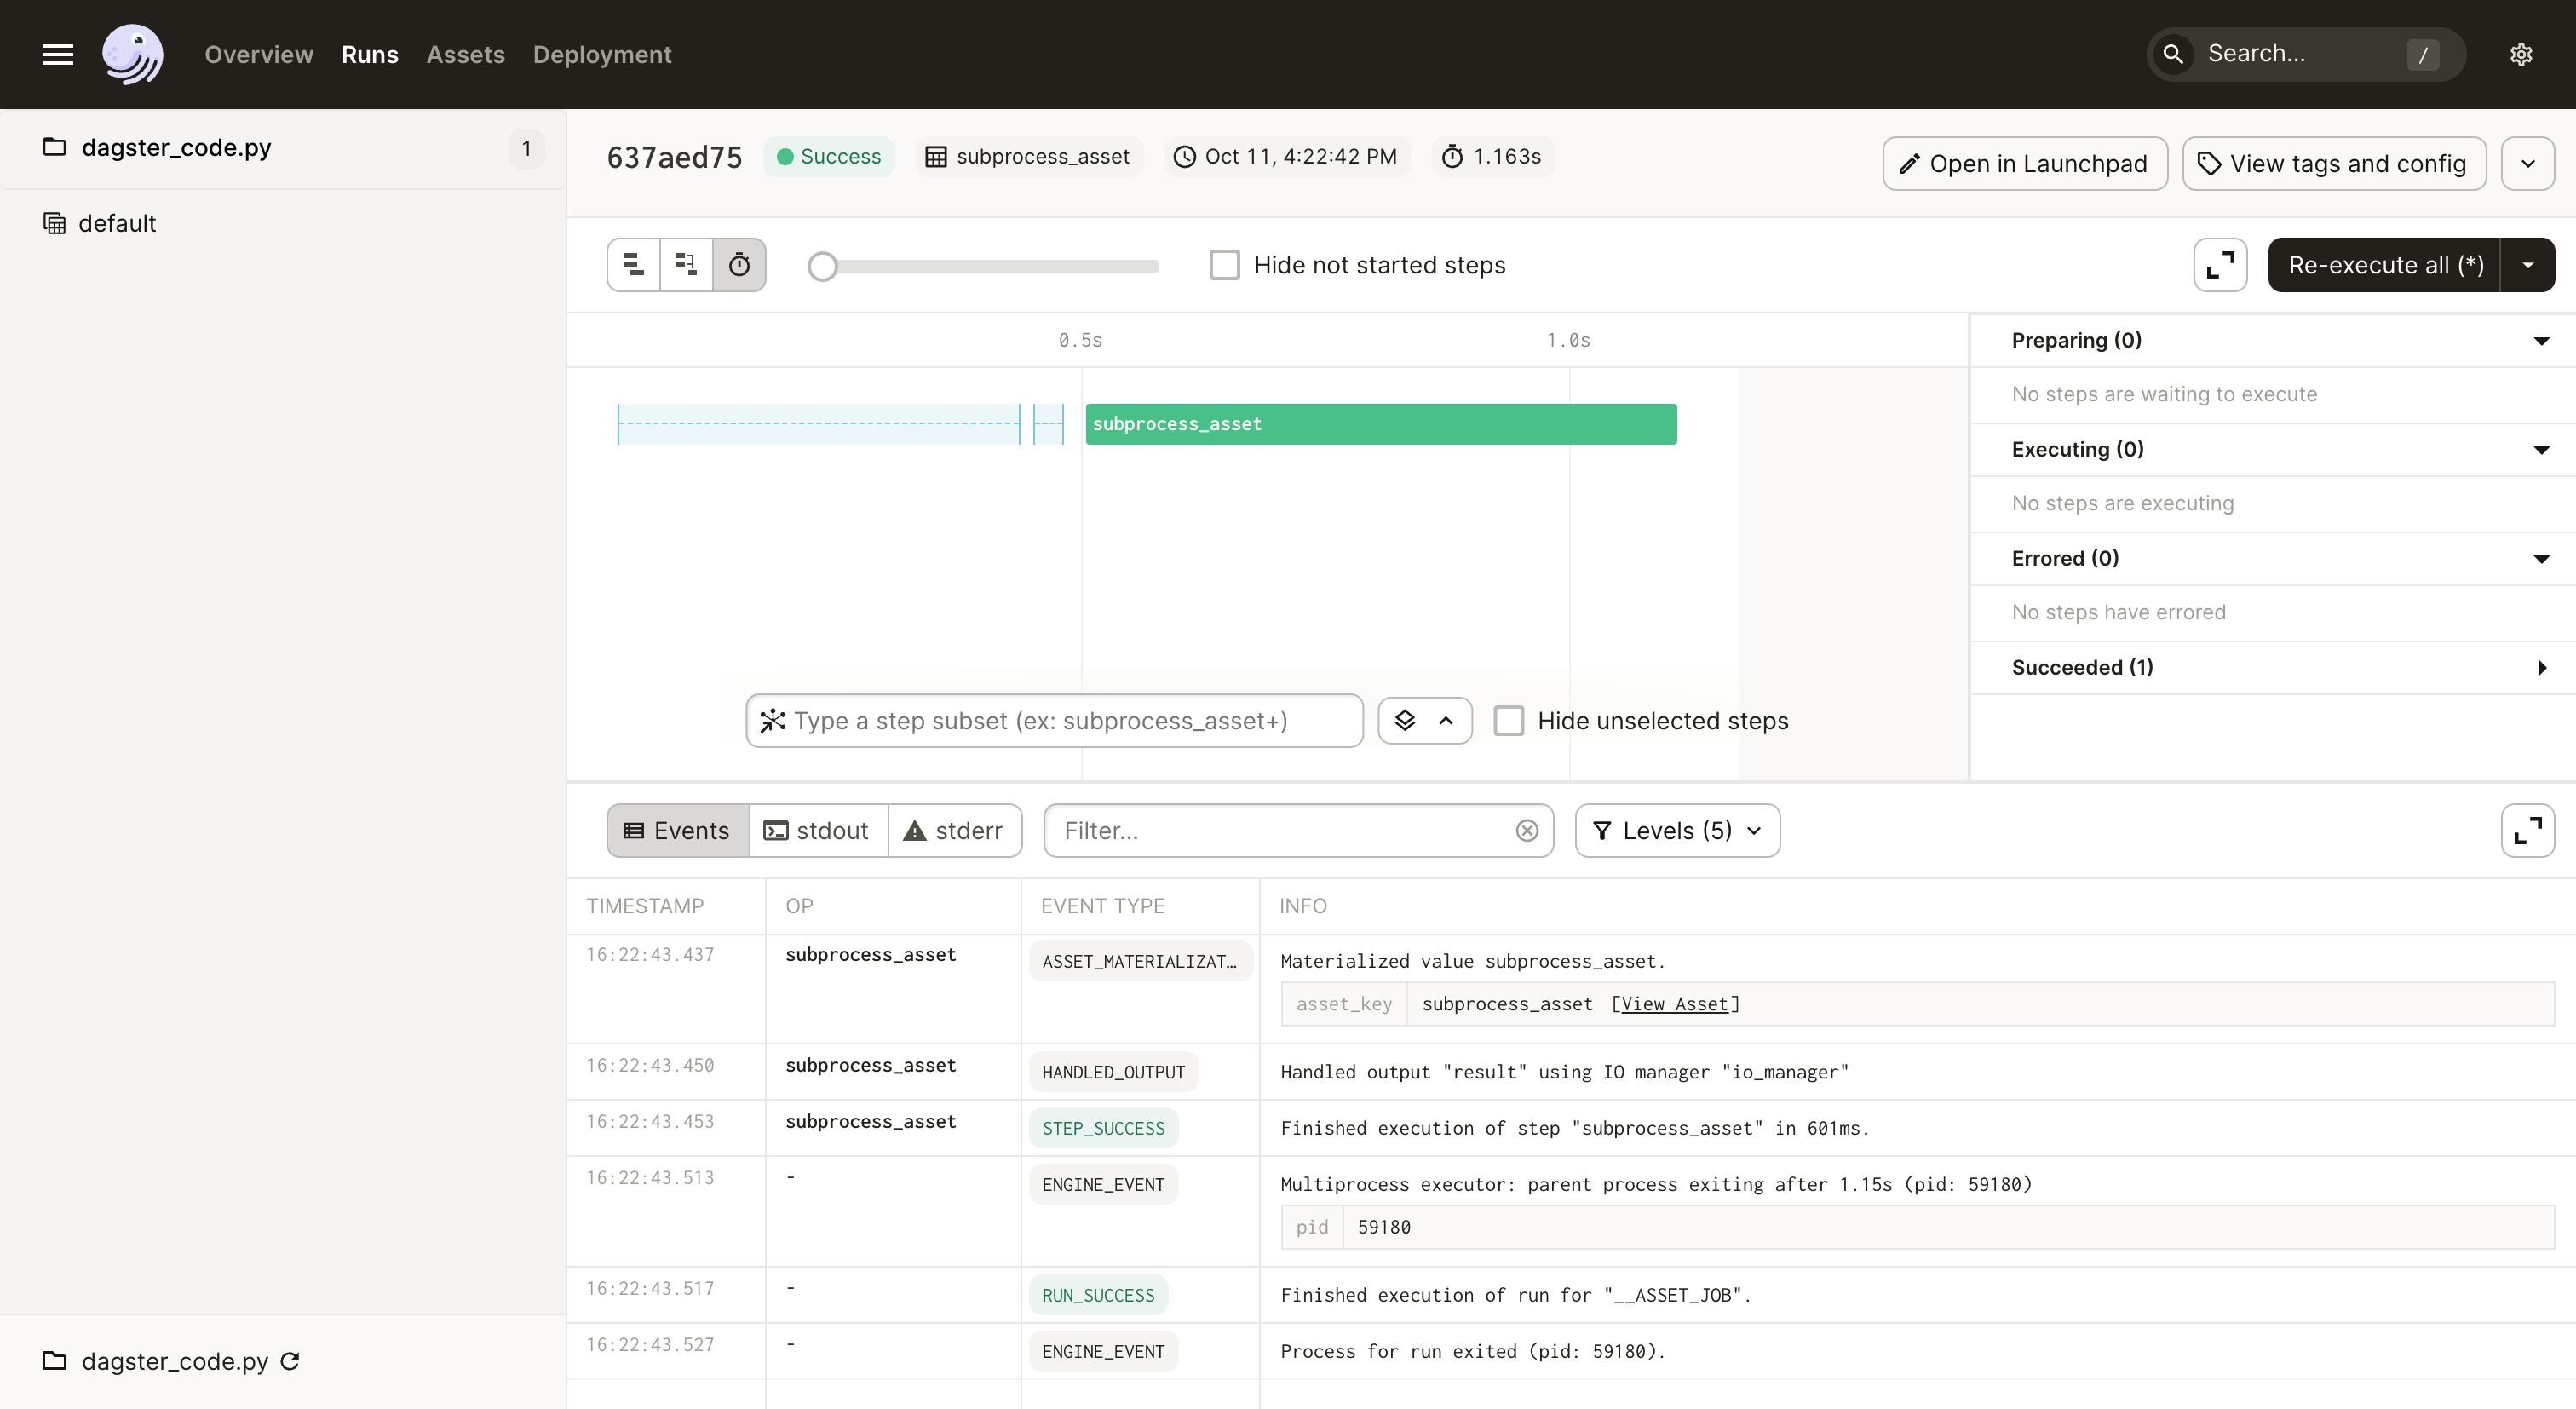 Overview Runs Assets Deployment
Search... /
dagster_code.py 1
default
dagster_code.py
637aed75 Success subprocess_asset Oct 11, 4:22:42 PM 1.163s
Open in Launchpad View tags and config
Hide not started steps
Re-execute all (*)
0.5s 1.0s
subprocess_asset
Type a step subset (ex: subprocess_asset+)
Hide unselected steps
Preparing (0)
No steps are waiting to execute
Executing (0)
No steps are executing
Errored (0)
No steps have errored
Succeeded (1)
Events stdout stderr Filter... Levels (5)
TIMESTAMP OP EVENT TYPE INFO
16:22:43.437 subprocess_asset ASSET_MATERIALIZAT… Materialized value subprocess_asset.
asset_key subprocess_asset [View Asset]
16:22:43.450 subprocess_asset HANDLED_OUTPUT Handled output "result" using IO manager "io_manager"
16:22:43.453 subprocess_asset STEP_SUCCESS Finished execution of step "subprocess_asset" in 601ms.
16:22:43.513 - ENGINE_EVENT Multiprocess executor: parent process exiting after 1.15s (pid: 59180)
pid 59180
16:22:43.517 - RUN_SUCCESS Finished execution of run for "__ASSET_JOB".
16:22:43.527 - ENGINE_EVENT Process for run exited (pid: 59180).